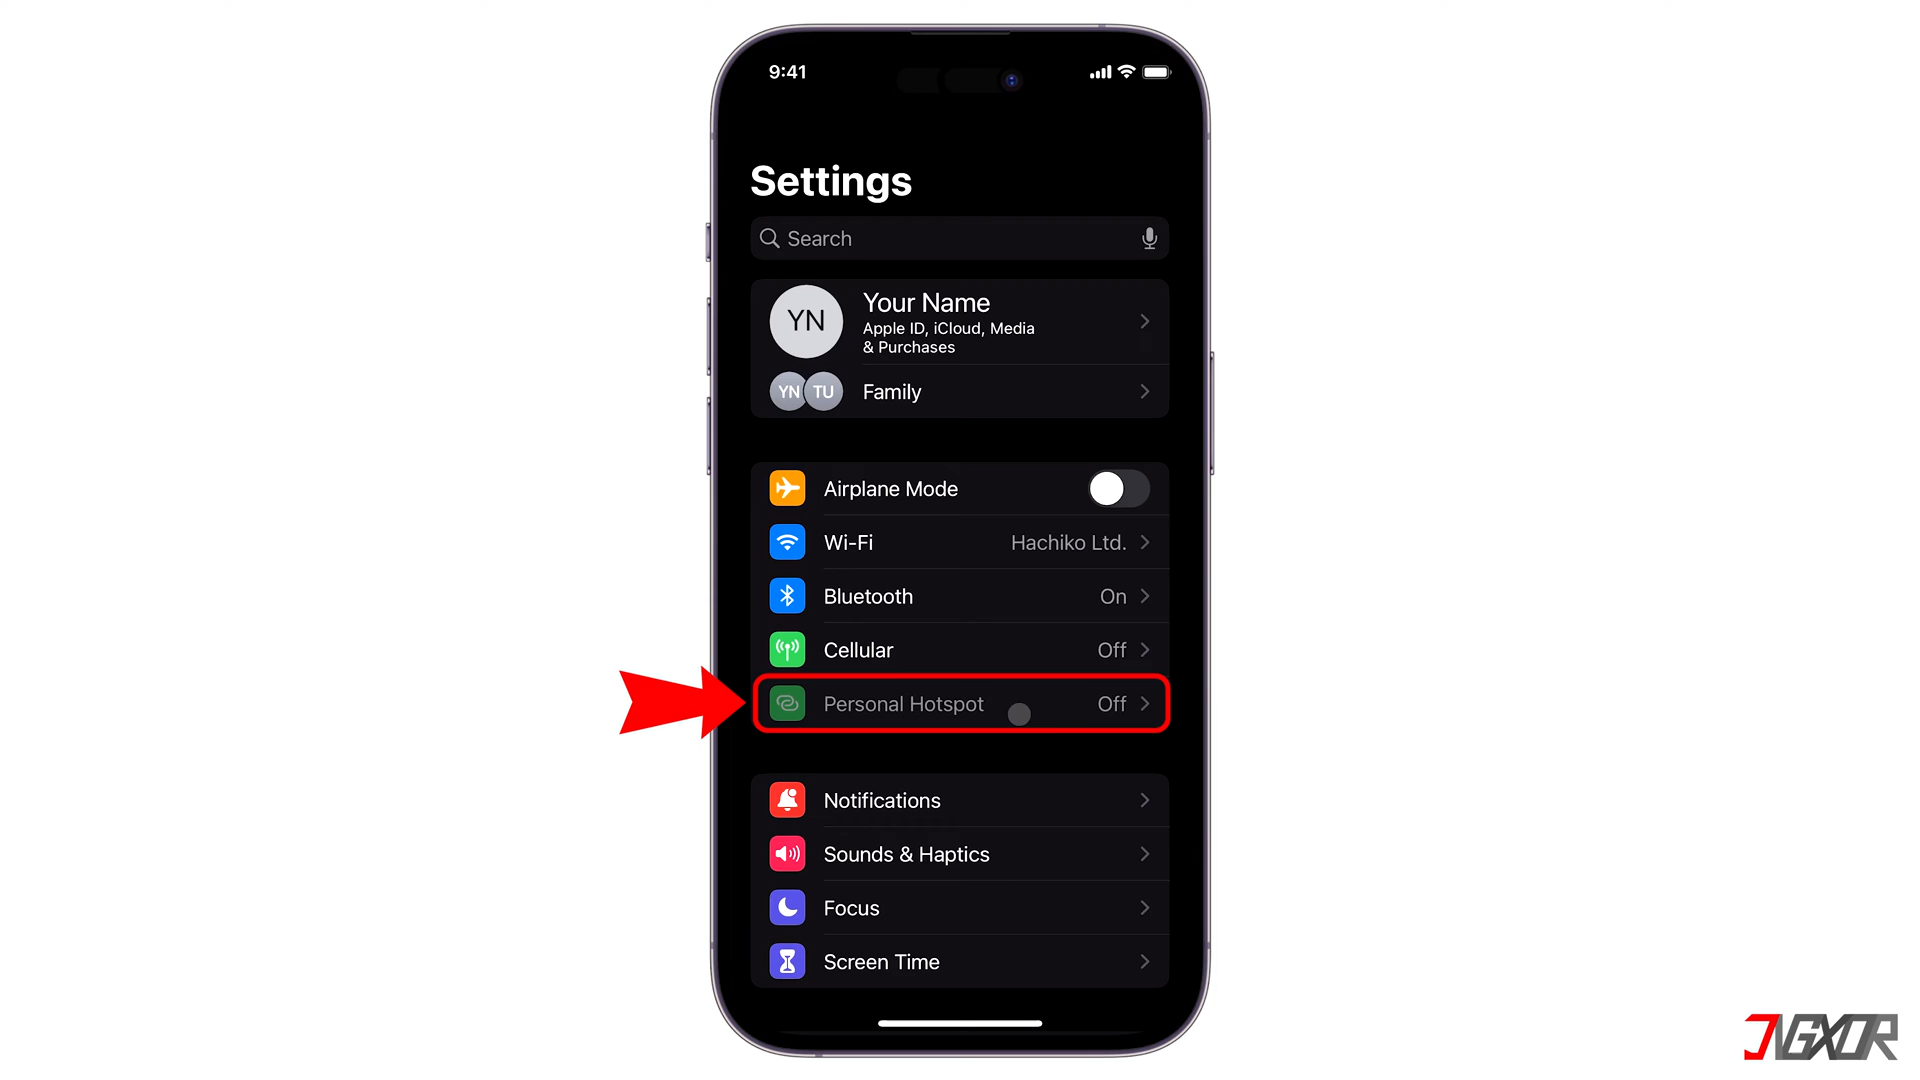 9:41
Settings
Search
YN
Your Name
Apple ID, iCloud, Media
& Purchases
YN TU Family
Airplane Mode
Wi-Fi Hachiko Ltd.
Bluetooth On
Cellular Off
Personal Hotspot Off
Notifications
Sounds & Haptics
Focus
Screen Time